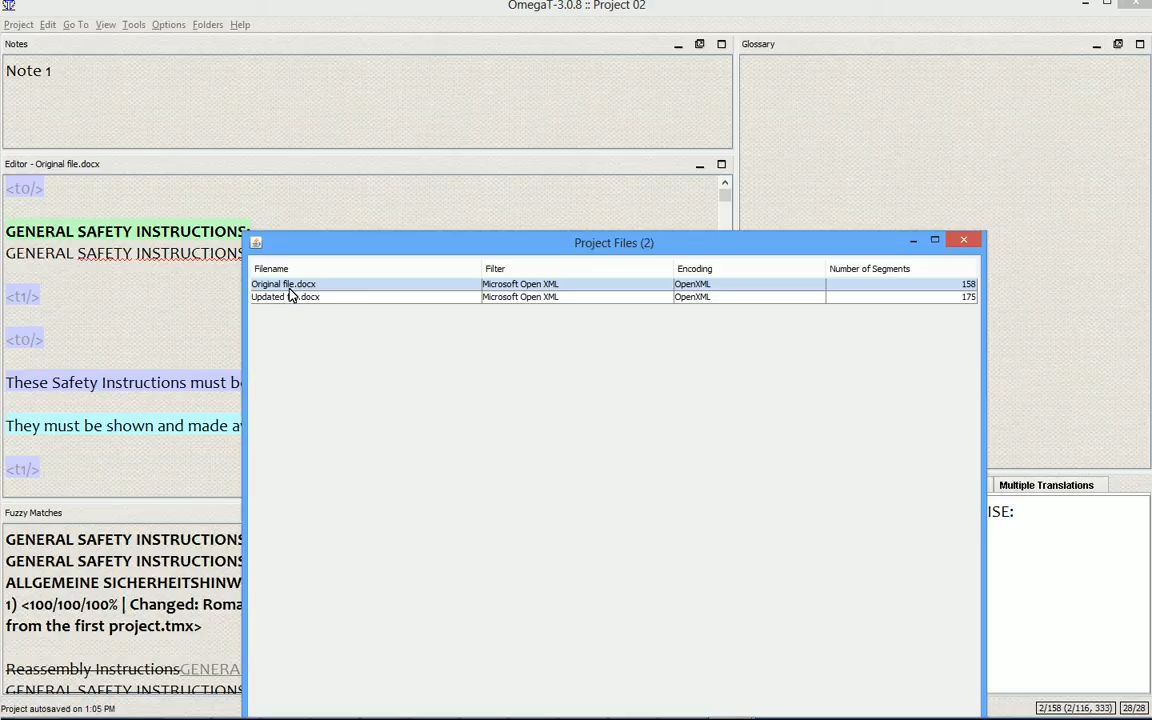 OmegaT-3.0.8 :: Project 02
Project Edit Go To View Tools Options Folders Help
Notes
Note 1
Glossary
Editor - Original file.docx
<t0/>
GENERAL SAFETY INSTRUCTIONS:
GENERAL SAFETY INSTRUCTIONS
<t1/>
<t0/>
These Safety Instructions must
They must be shown and made
<t1/>
Project Files (2)
Filename Filter Encoding Number of Segments
Original file.docx Microsoft Open XML OpenXML 158
Updated .docx Microsoft Open XML OpenXML 175
Fuzzy Matches
GENERAL SAFETY INSTRUCTIONS
GENERAL SAFETY INSTRUCTIONS
ALLGEMEINE SICHERHEITSHINW
1) <100/100/100% | Changed: Roma
from the first project.tmx>
Reassembly InstructionsGENERA
GENERAL SAFETY INSTRUCTIONS
Multiple Translations
ISE:
Project autosaved on 1:05 PM
2/158 (2/116, 333) 28/28